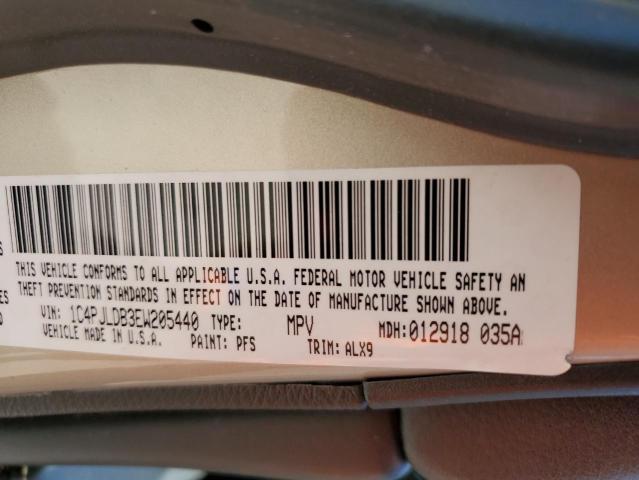 S
THIS VEHICLE CONFORMS TO ALL APPLICABLE U.S.A. FEDERAL MOTOR VEHICLE SAFETY AN
ES THEFT PREVENTION STANDARDS IN EFFECT ON THE DATE OF MANUFACTURE SHOWN ABOVE.
D VIN: 1C4PJLDB3EW205440 TYPE: MPV MDH:012918 035A
VEHICLE MADE IN U.S.A. PAINT: PFS TRIM:ALX9